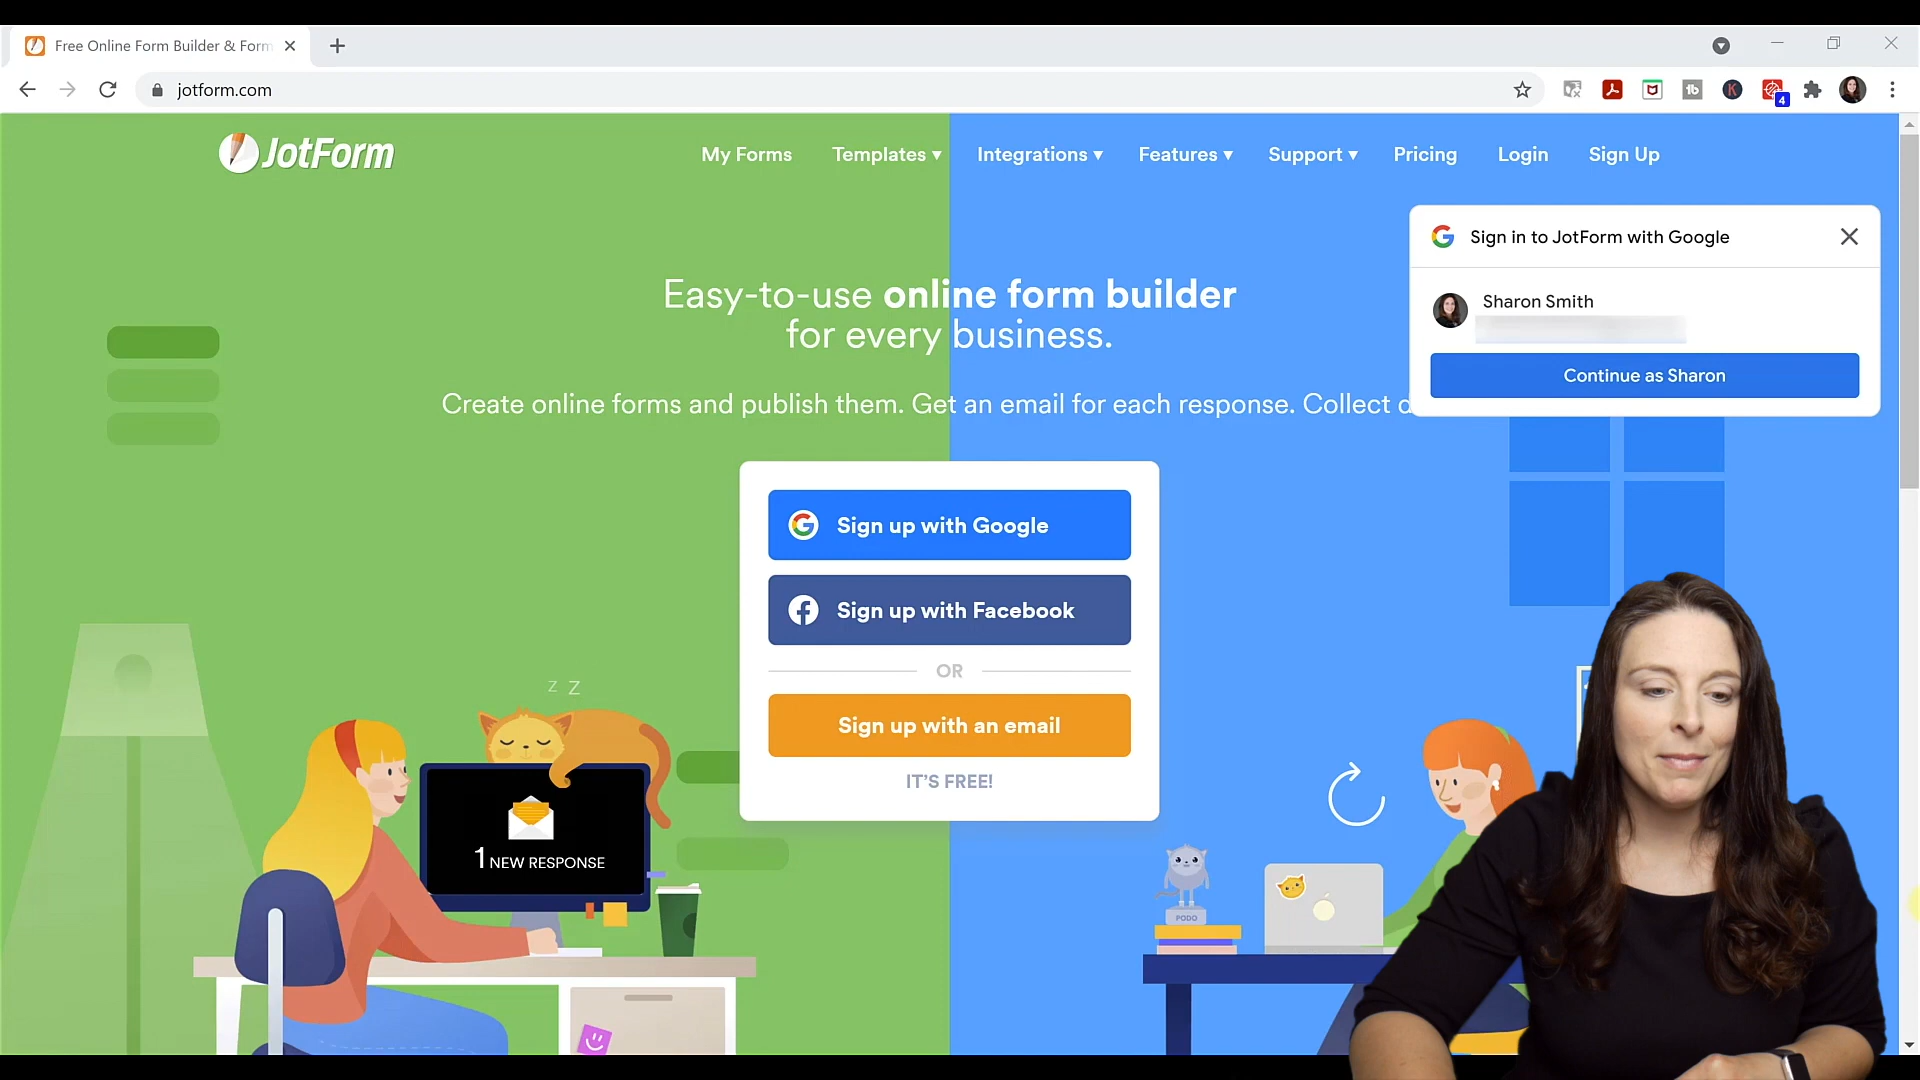 Free Online Form Builder & Form
jotform.com
4
JotForm
My Forms Templates ▾ Integrations ▾ Features ▾ Support ▾ Pricing Login Sign Up
Sign in to JotForm with Google
Sharon Smith
Continue as Sharon
Easy-to-use online form builder
for every business.
Create online forms and publish them. Get an email for each response. Collect
Sign up with Google
Sign up with Facebook
OR
Sign up with an email
IT'S FREE!
z Z
1 NEW RESPONSE
PODO